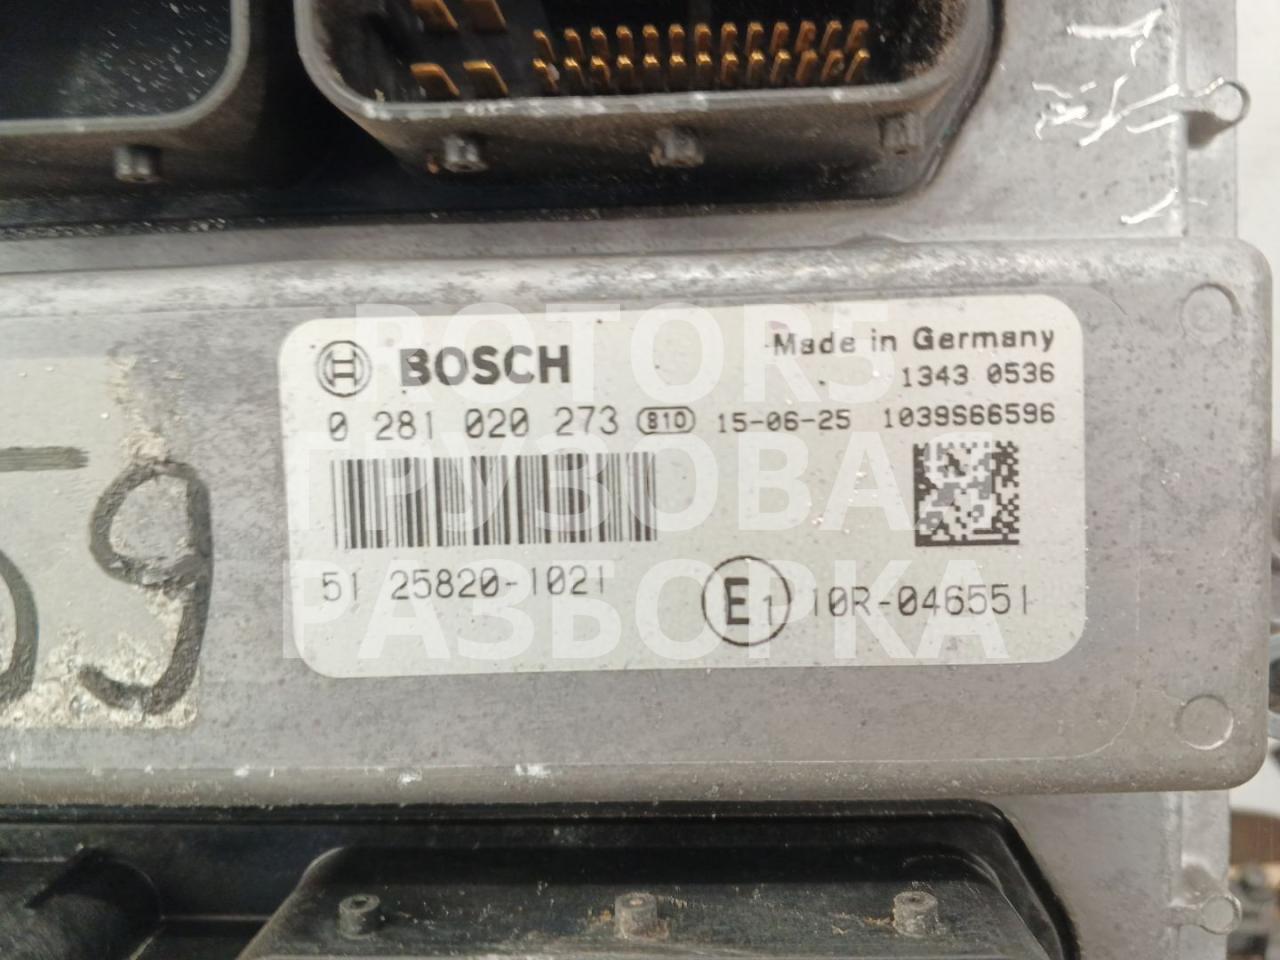 BOSCH
Made in Germany
1343 0536
0 281 020 273 810 15-06-25 1039S66596
51 25820-1021
E1 10R-046551
59
ROTOR5
ГРУЗОВАЯ
РАЗБОРКА